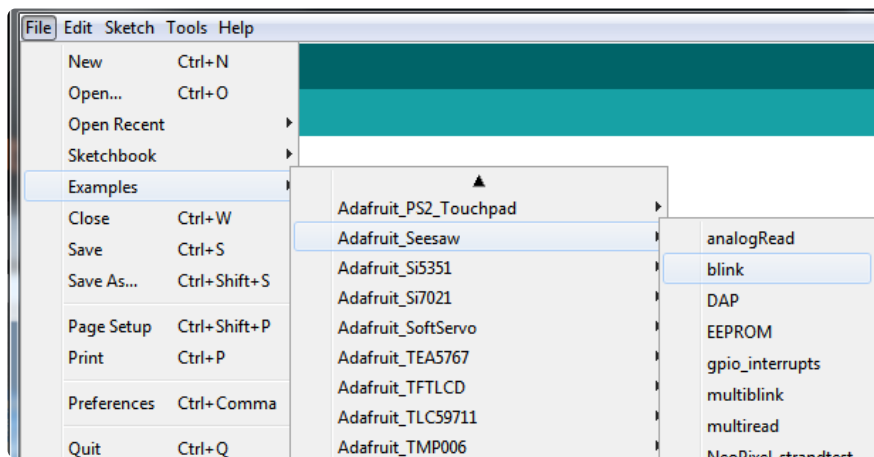 File Edit Sketch Tools Help
New Ctrl+N
Open... Ctrl+O
Open Recent
Sketchbook
Examples
Close Ctrl+W
Save Ctrl+S
Save As... Ctrl+Shift+S
Page Setup Ctrl+Shift+P
Print Ctrl+P
Preferences Ctrl+Comma
Quit Ctrl+Q
Adafruit_PS2_Touchpad
Adafruit_Seesaw
Adafruit_Si5351
Adafruit_Si7021
Adafruit_SoftServo
Adafruit_TEA5767
Adafruit_TFTLCD
Adafruit_TLC59711
Adafruit_TMP006
analogRead
blink
DAP
EEPROM
gpio_interrupts
multiblink
multiread
NeoPixel_strandtest